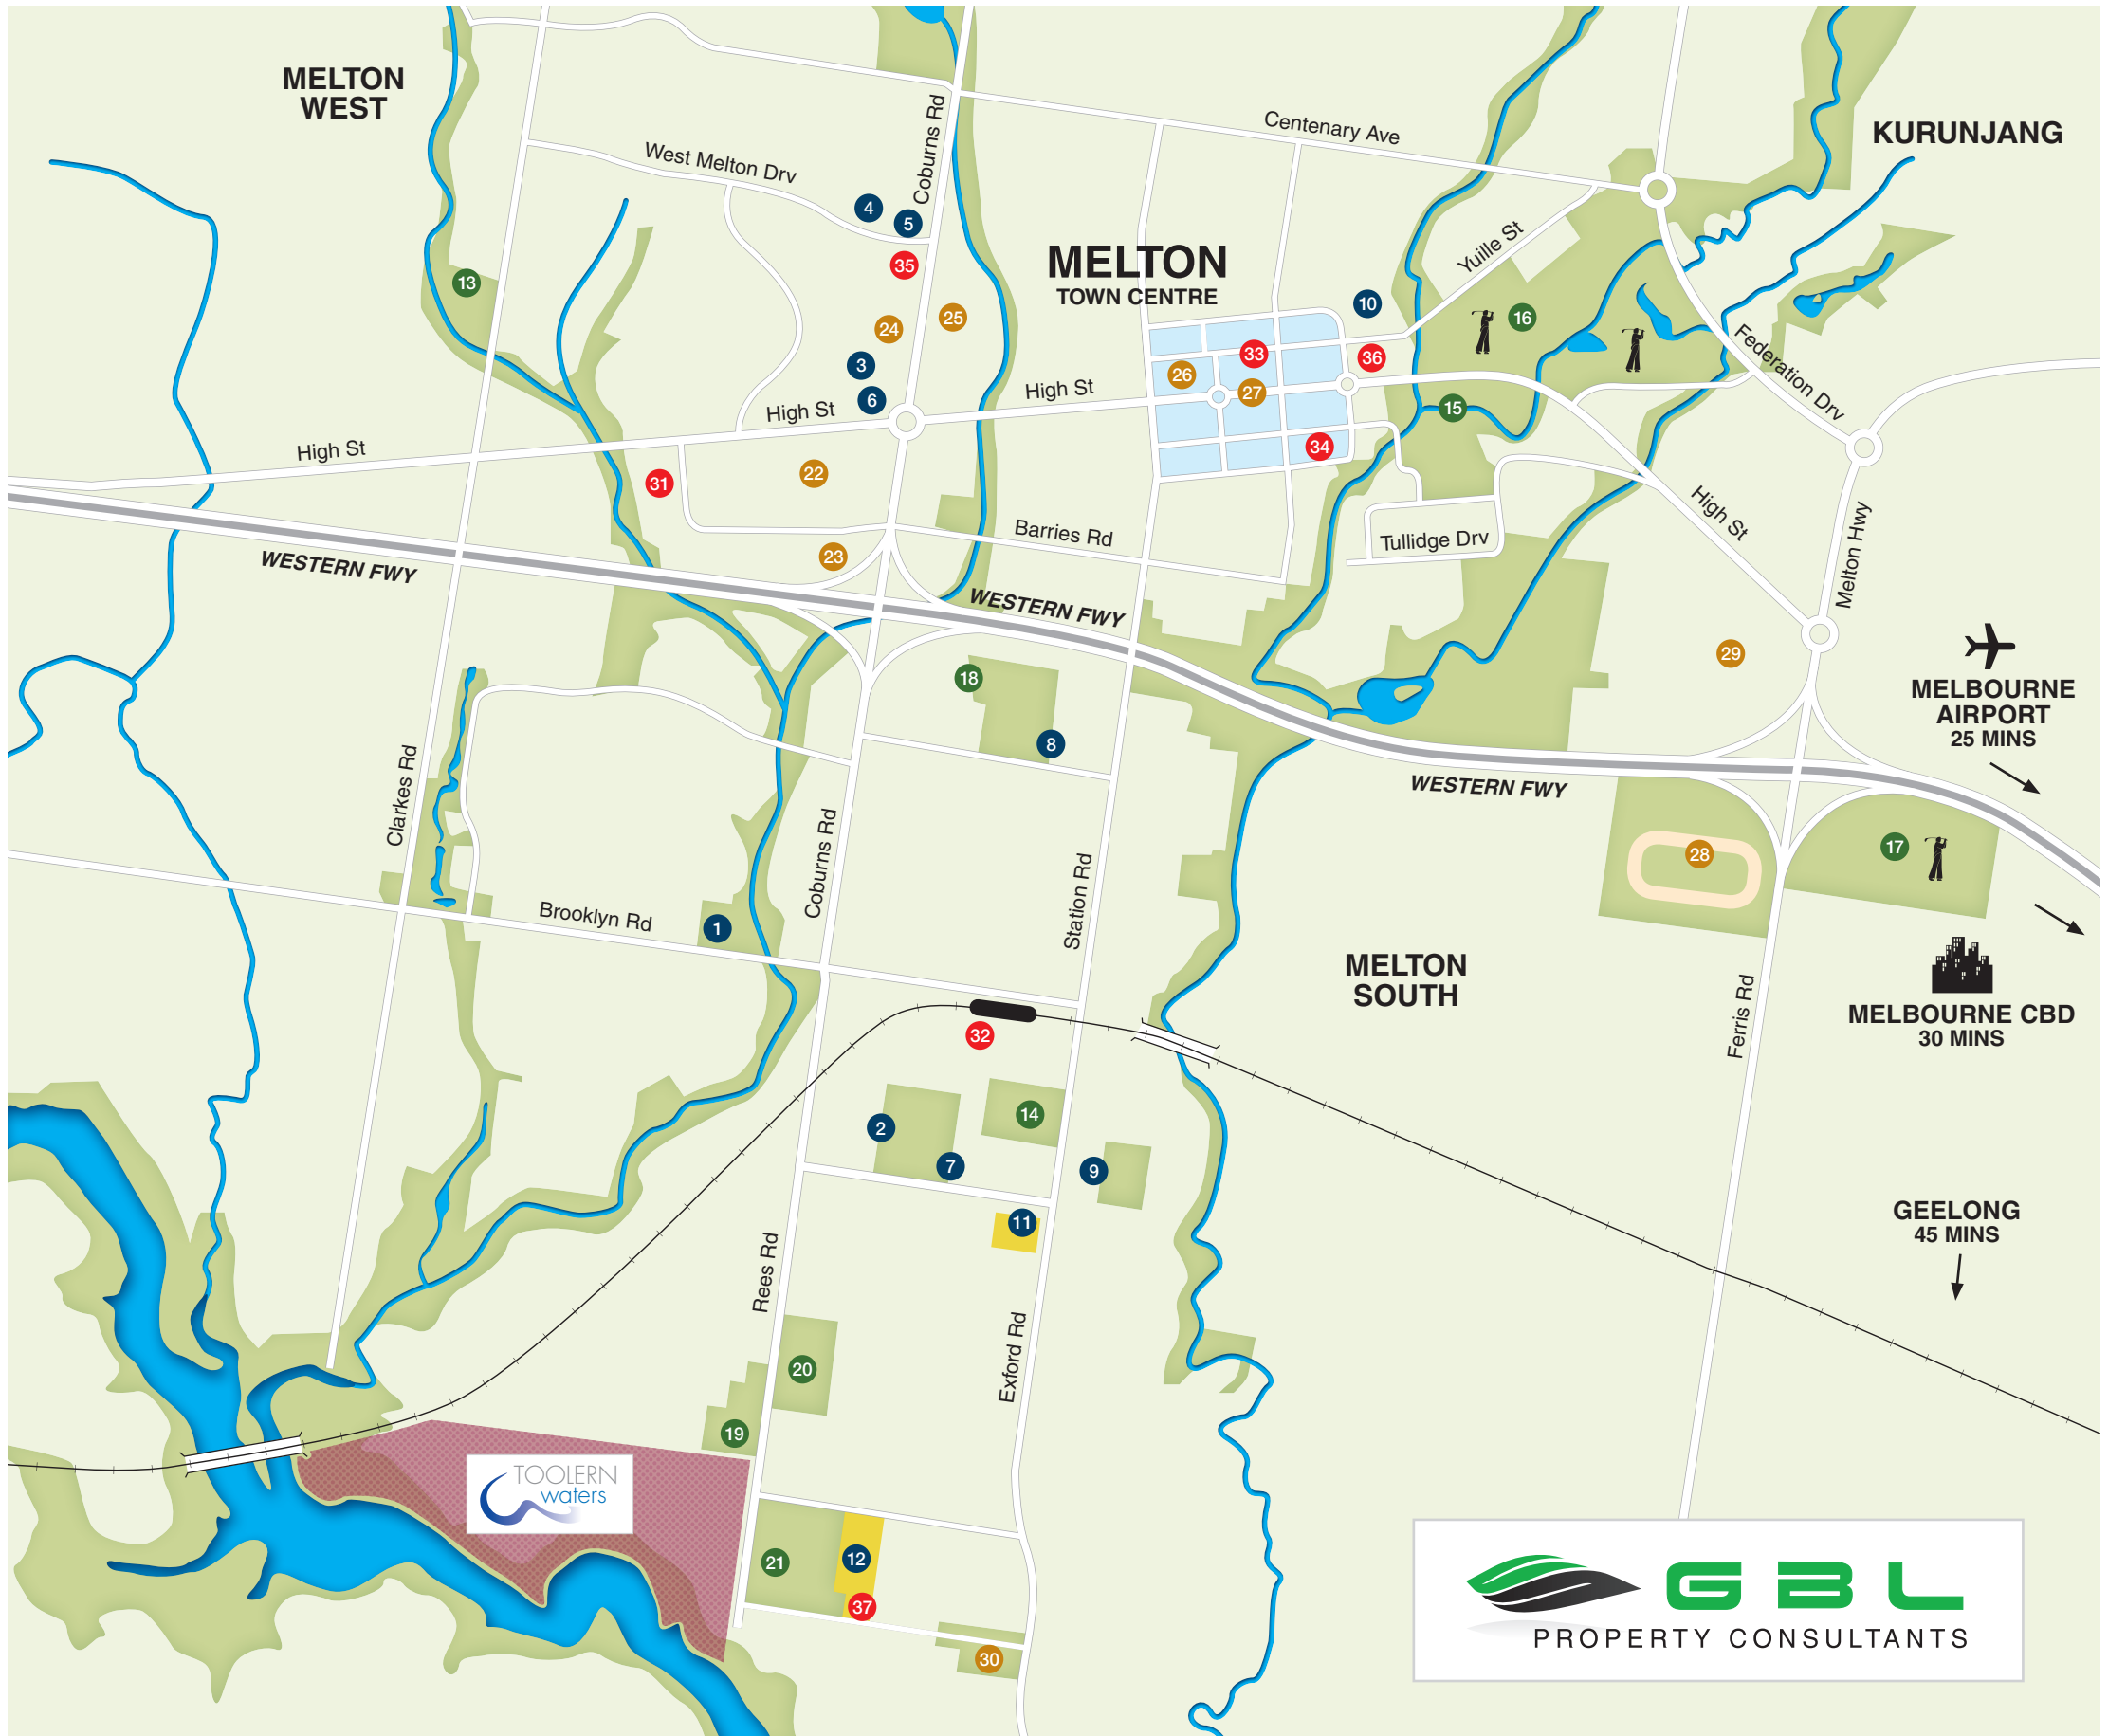 MELTON
WEST
KURUNJANG
Centenary Ave
West Melton Drv
Coburns Rd
4
5
35
13
Yuille St
MELTON
TOWN CENTRE
10
16
25
24
33
36
3
26
27
6
Federation Drv
High St
High St
High St
15
34
31
22
High St
Barries Rd
Tullidge Drv
Melton Hwy
23
WESTERN FWY
WESTERN FWY
29
18
8
MELBOURNE
AIRPORT
25 MINS
WESTERN FWY
Clarkes Rd
Coburns Rd
Station Rd
28
17
Brooklyn Rd
1
MELTON
SOUTH
Ferris Rd
MELBOURNE CBD
30 MINS
32
14
2
7
9
11
GEELONG
45 MINS
Rees Rd
Exford Rd
20
19
TOOLERN
waters
21
12
37
30
GBL
PROPERTY CONSULTANTS